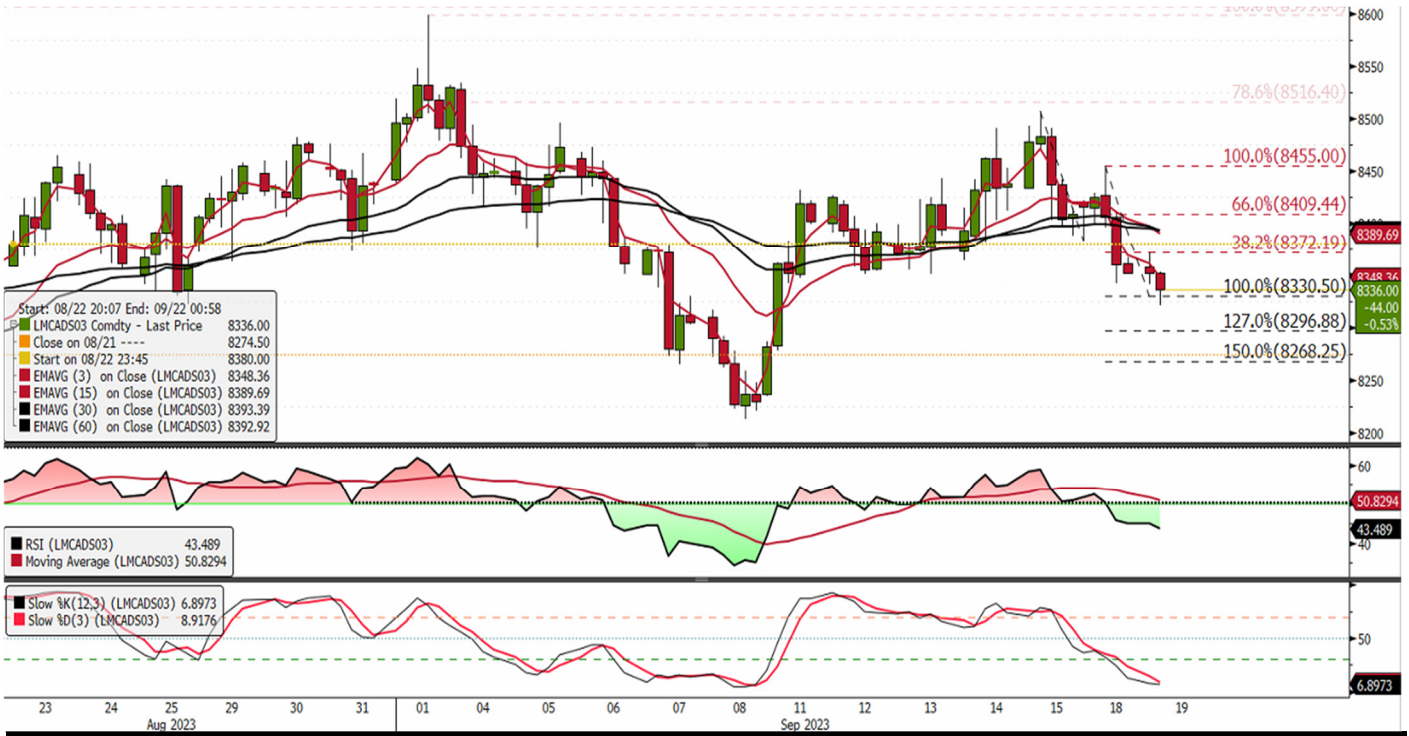 8600
8550
78.6%(8516.40)
8500
100.0%(8455.00)
8450
66.0%(8409.44)
8389.69
38.2%(8372.19)
8348.36
100.0%(8330.50)
8336.00
-44.00
-0.53%
127.0%(8296.88)
150.0%(8268.25)
8250
8200
Start: 08/22 20:07 End: 09/22 00:58
LMCADS03 Comdty - Last Price 8336.00
Close on 08/21 ---- 8274.50
Start on 08/22 23:45 8380.00
EMAVG (3) on Close (LMCADS03) 8348.36
EMAVG (15) on Close (LMCADS03) 8389.69
EMAVG (30) on Close (LMCADS03) 8393.39
EMAVG (60) on Close (LMCADS03) 8392.92
60
50.8294
43.489
40
RSI (LMCADS03) 43.489
Moving Average (LMCADS03) 50.8294
Slow %K(12,3) (LMCADS03) 6.8973
Slow %D(3) (LMCADS03) 8.9176
50
6.8973
23 24 25 29 30 31 01 04 05 06 07 08 11 12 13 14 15 18 19
Aug 2023 Sep 2023